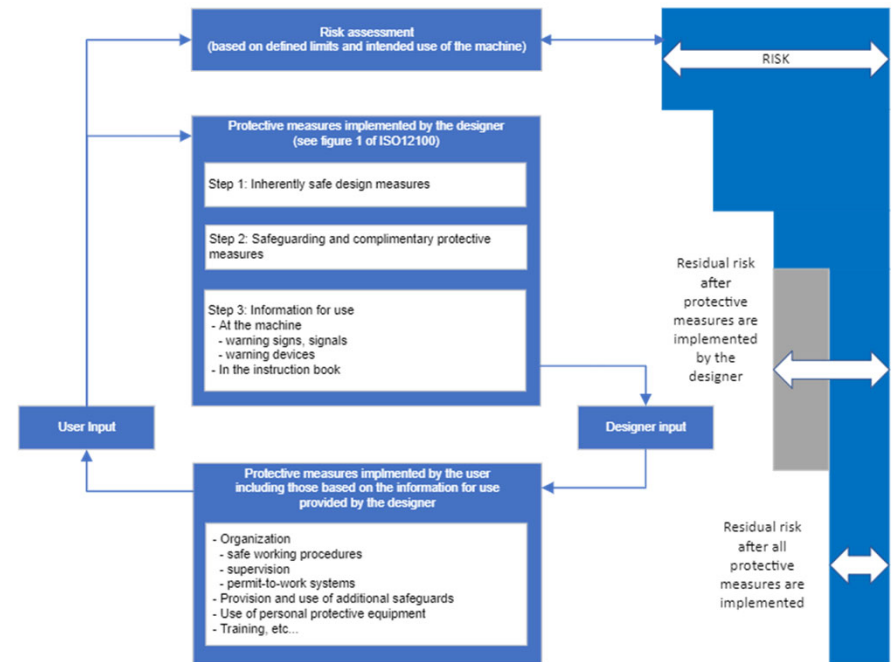 Risk assessment
(based on defined limits and intended use of the machine)
RISK
Protective measures implemented by the designer
(see figure 1 of ISO12100)
Step 1: Inherently safe design measures
Step 2: Safeguarding and complimentary protective
measures
Step 3: Information for use
- At the machine
- warning signs, signals
- warning devices
- In the instruction book
Residual risk
after
protective
measures are
implemented
by the
designer
User Input
Designer input
Protective measures implmented by the user
including those based on the information for use
provided by the designer
- Organization
- safe working procedures
- supervision
- permit-to-work systems
- Provision and use of additional safeguards
- Use of personal protective equipment
- Training, etc...
Residual risk
after all
protective
measures are
implemented